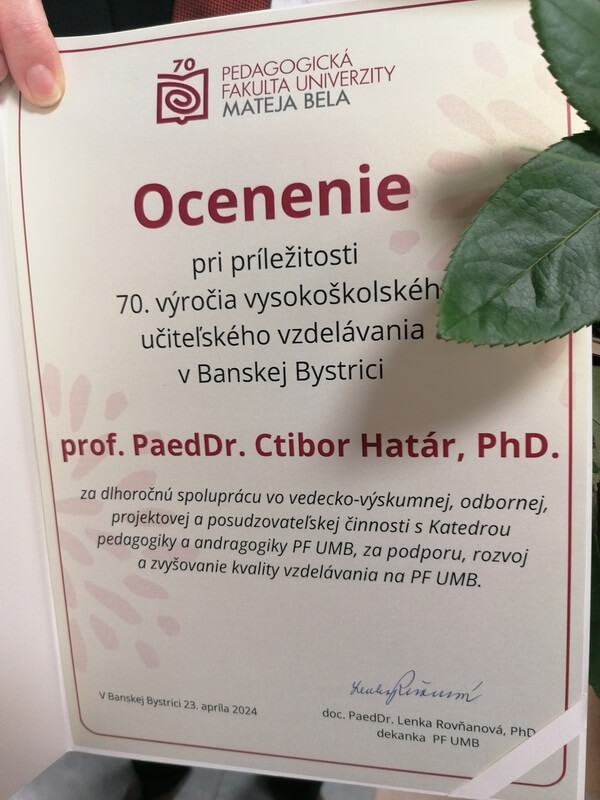 70
PEDAGOGICKÁ
FAKULTA UNIVERZITY
MATEJA BELA
Ocenenie
pri príležitosti
70. výročia vysokoškolskéh
učiteľského vzdelávania
v Banskej Bystrici
prof. PaedDr. Ctibor Határ, PhD.
za dlhoročnú spoluprácu vo vedecko-výskumnej, odbornej,
projektovej a posudzovateľskej činnosti s Katedrou
pedagogiky a andragogiky PF UMB, za podporu, rozvoj
a zvyšovanie kvality vzdelávania na PF UMB.
V Banskej Bystrici 23. apríla 2024
doc. PaedDr. Lenka Rovňanová, PhD
dekanka PF UMB